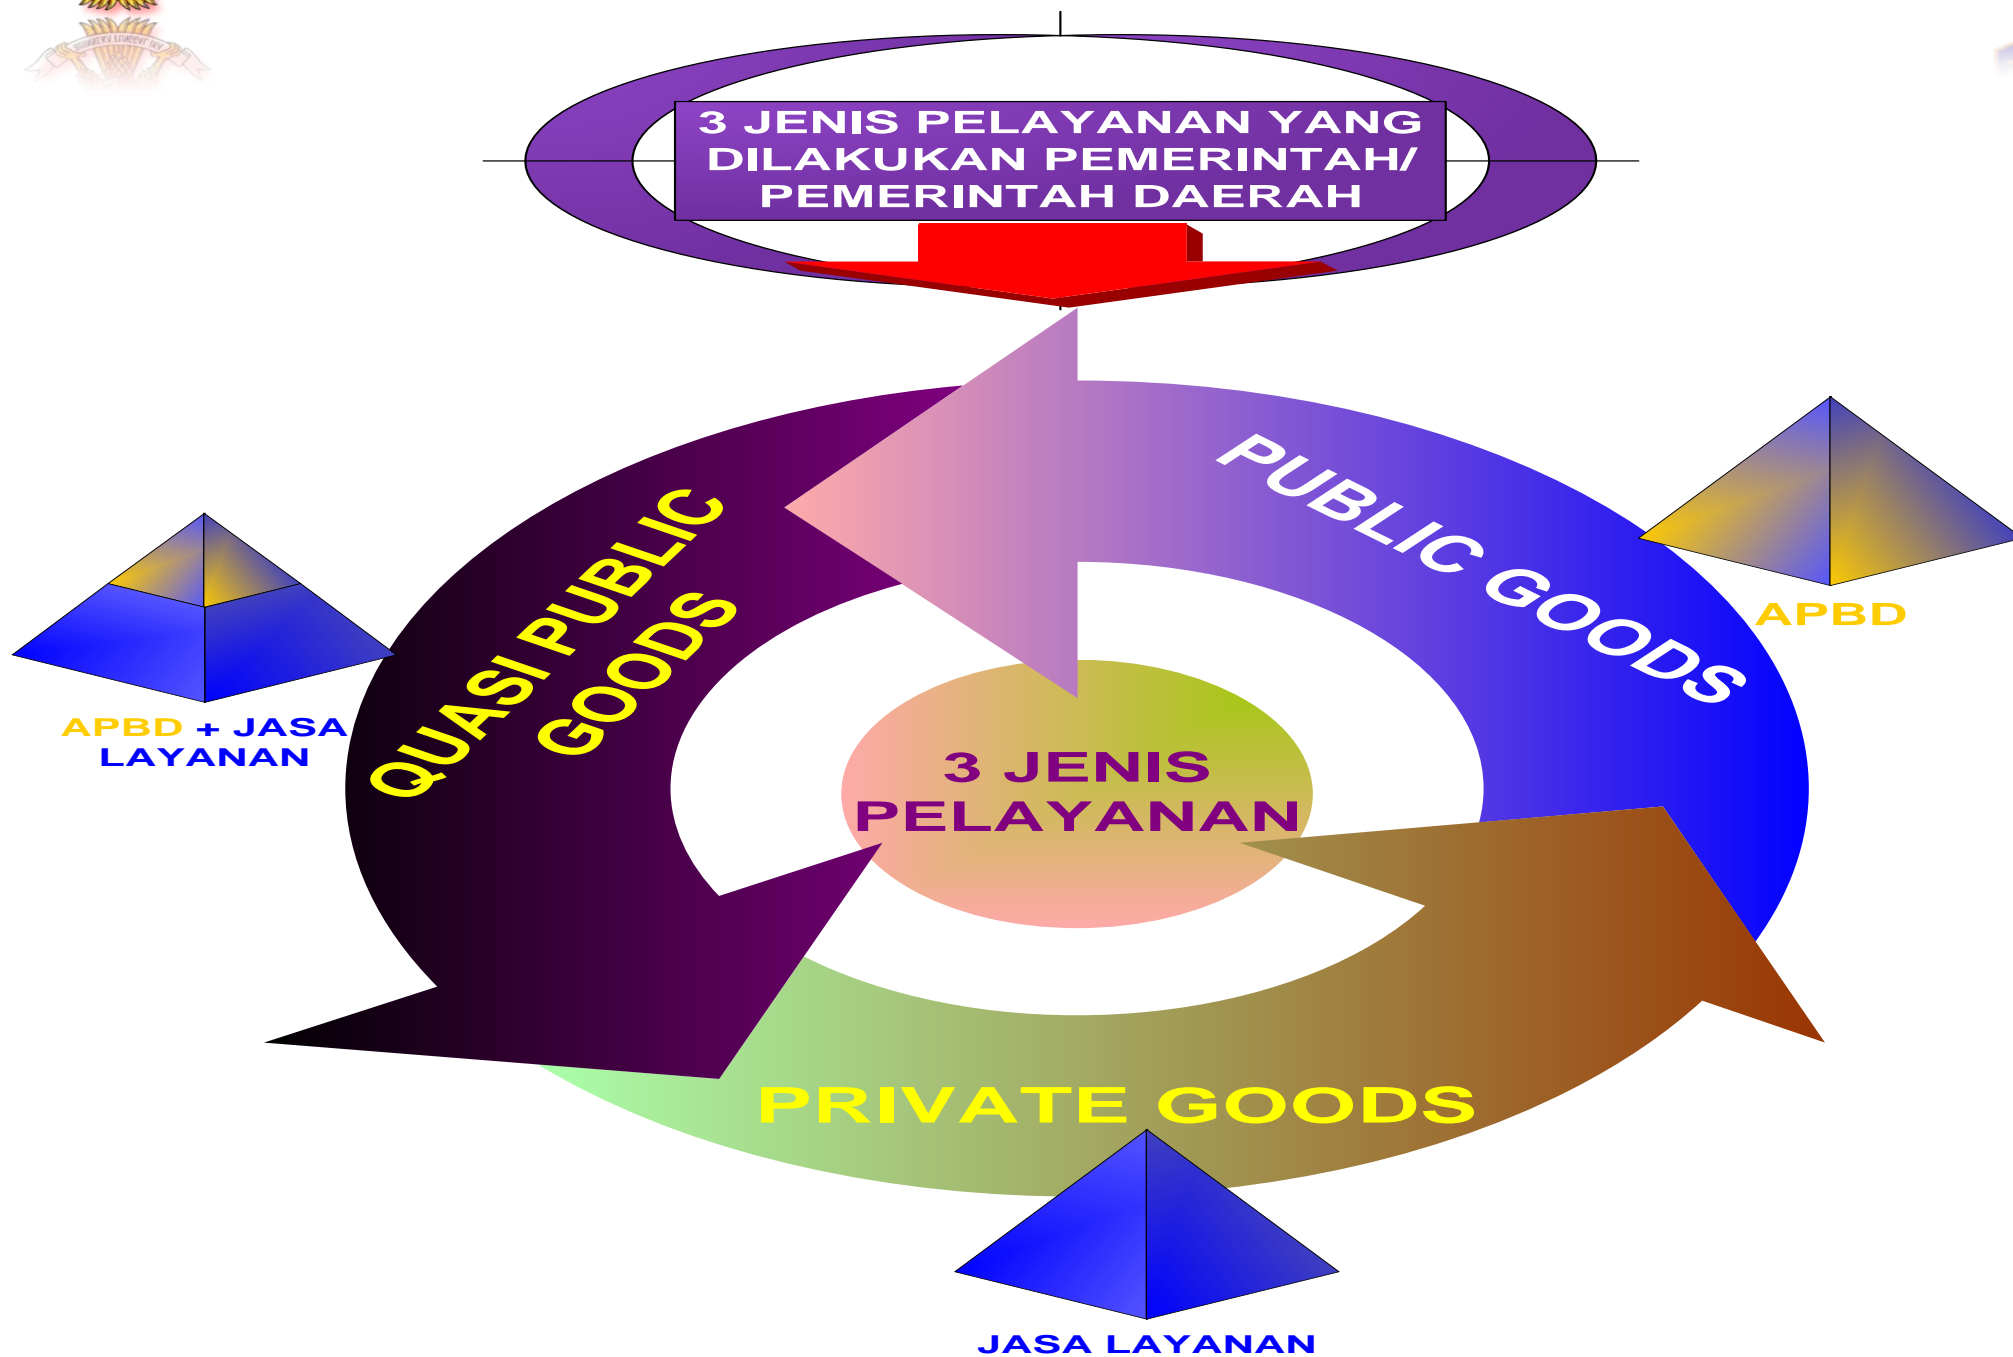 3 JENIS PELAYANAN YANG
DILAKUKAN PEMERINTAH/
PEMERINTAH DAERAH
QUASI PUBLIC
GOODS
PUBLIC GOODS
APBD
APBD + JASA
LAYANAN
3 JENIS
PELAYANAN
PRIVATE GOODS
JASA LAYANAN